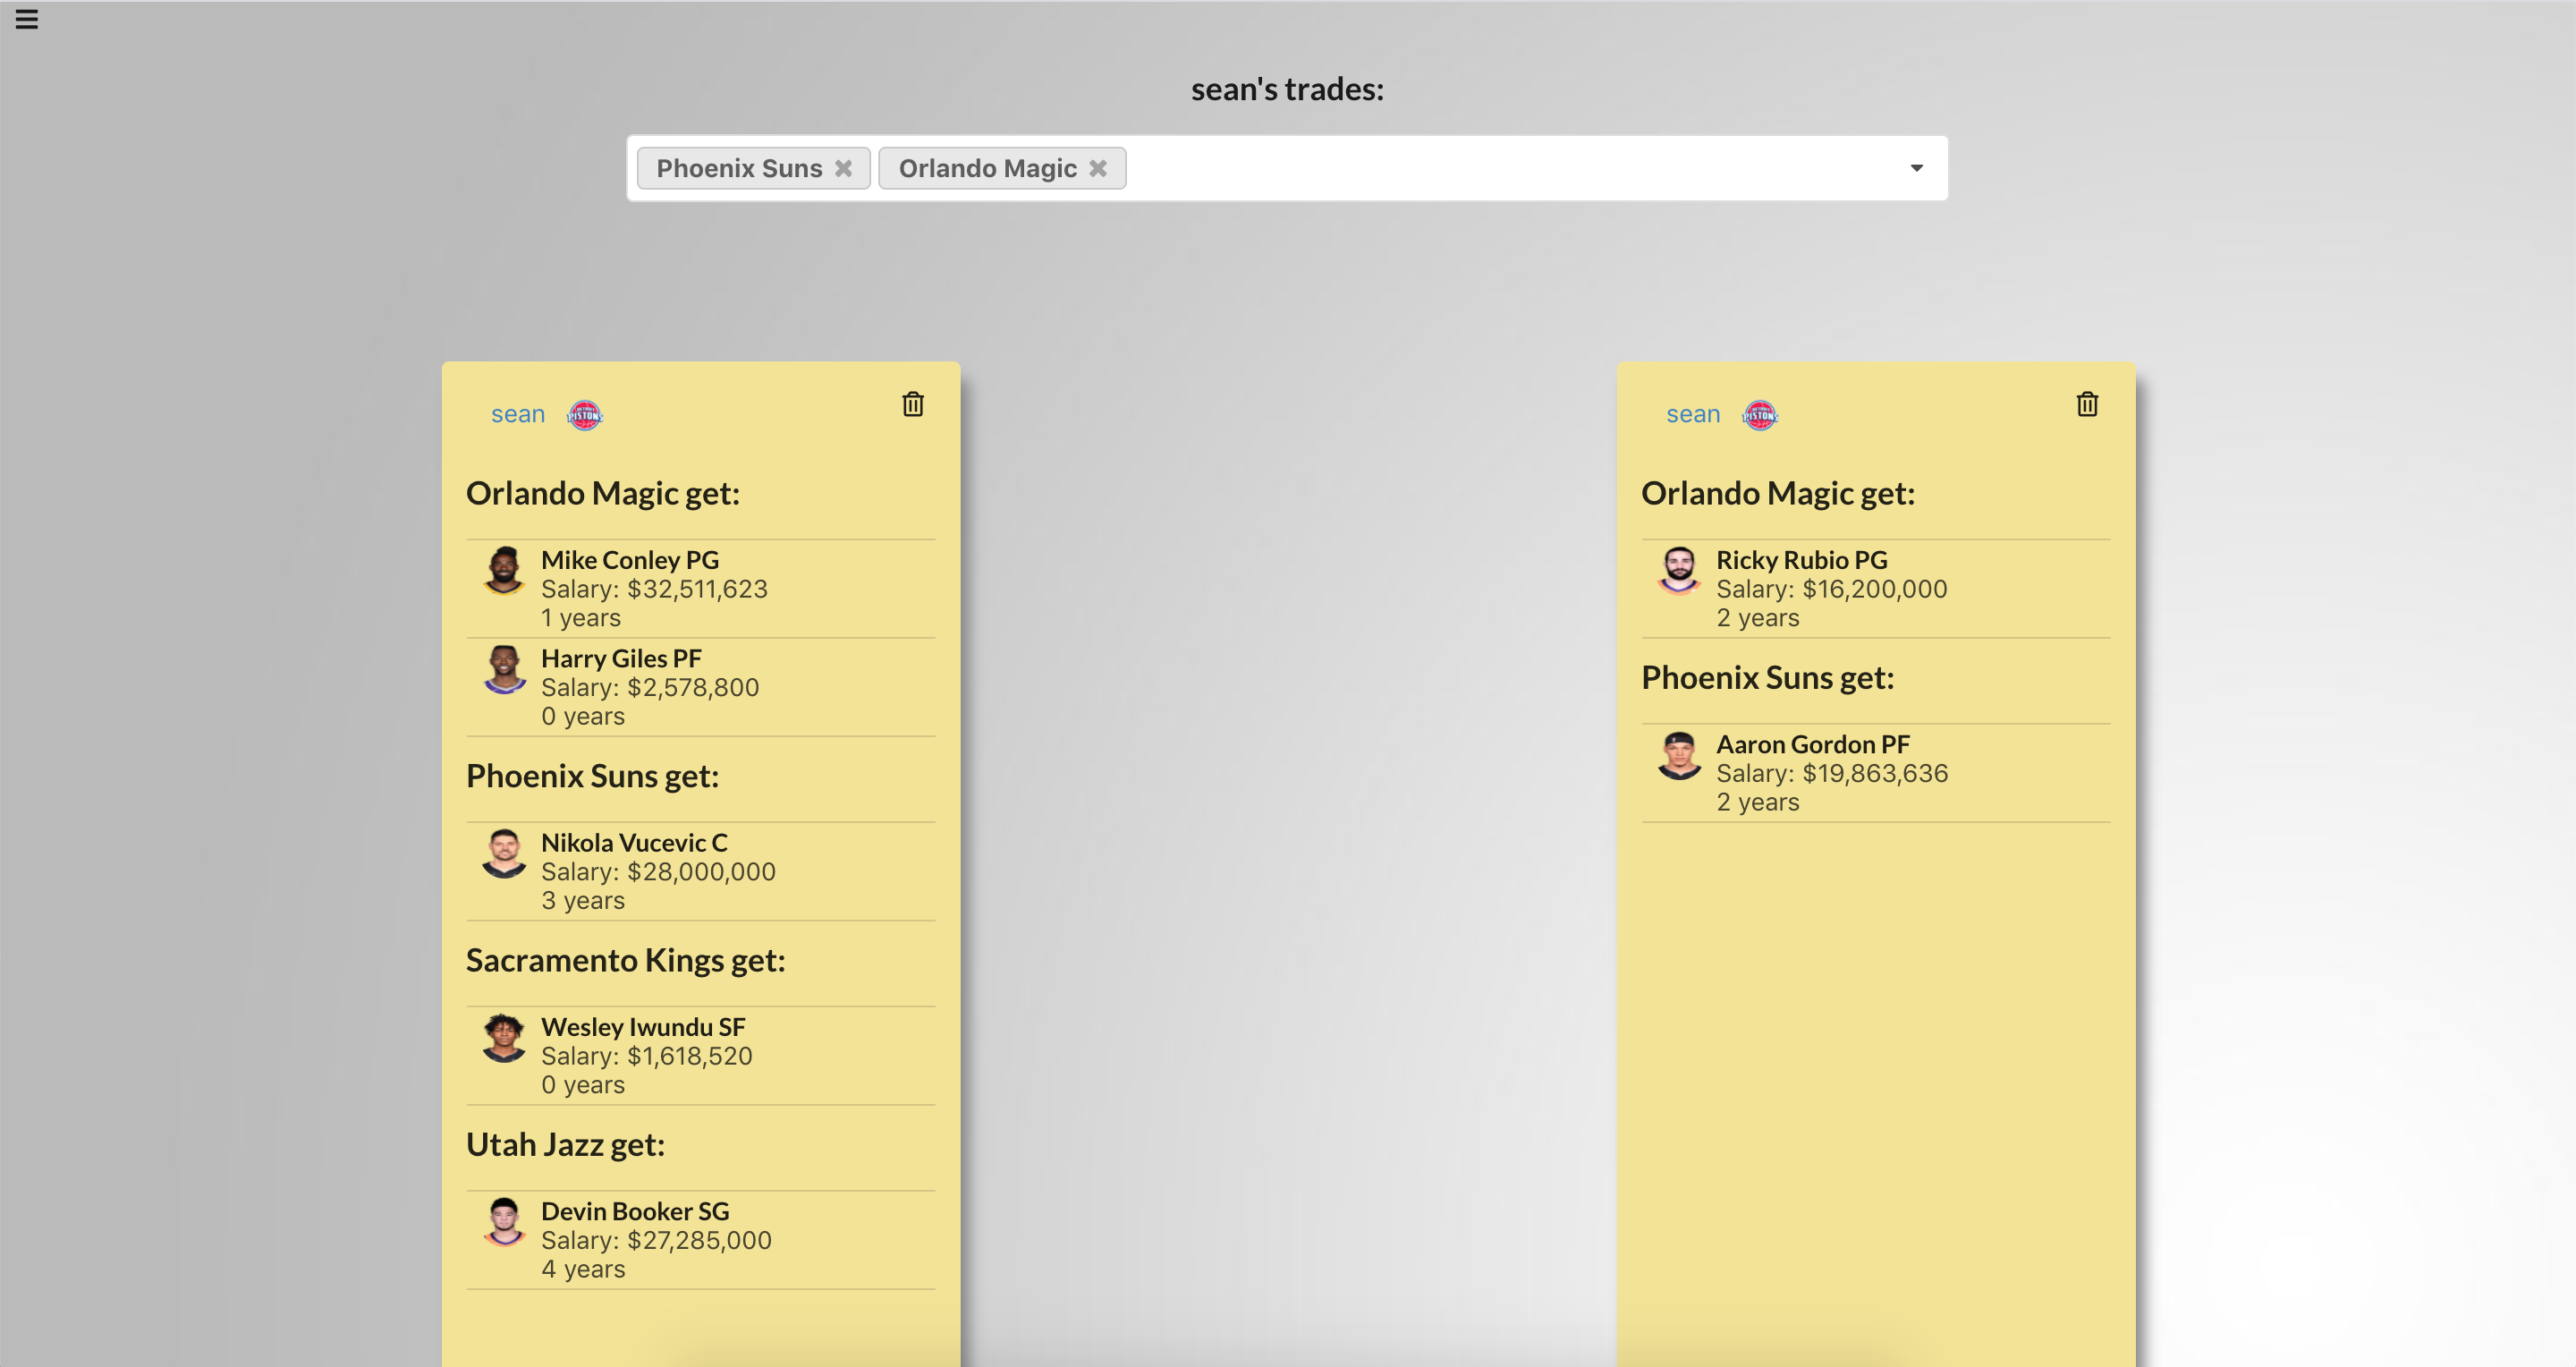 sean's trades:
Phoenix Suns Orlando Magic
sean PISTONS
Orlando Magic get:
Mike Conley PG
Salary: $32,511,623
1 years
Harry Giles PF
Salary: $2,578,800
0 years
Phoenix Suns get:
Nikola Vucevic C
Salary: $28,000,000
3 years
Sacramento Kings get:
Wesley Iwundu SF
Salary: $1,618,520
0 years
Utah Jazz get:
Devin Booker SG
Salary: $27,285,000
4 years
sean PISTONS
Orlando Magic get:
Ricky Rubio PG
Salary: $16,200,000
2 years
Phoenix Suns get:
Aaron Gordon PF
Salary: $19,863,636
2 years